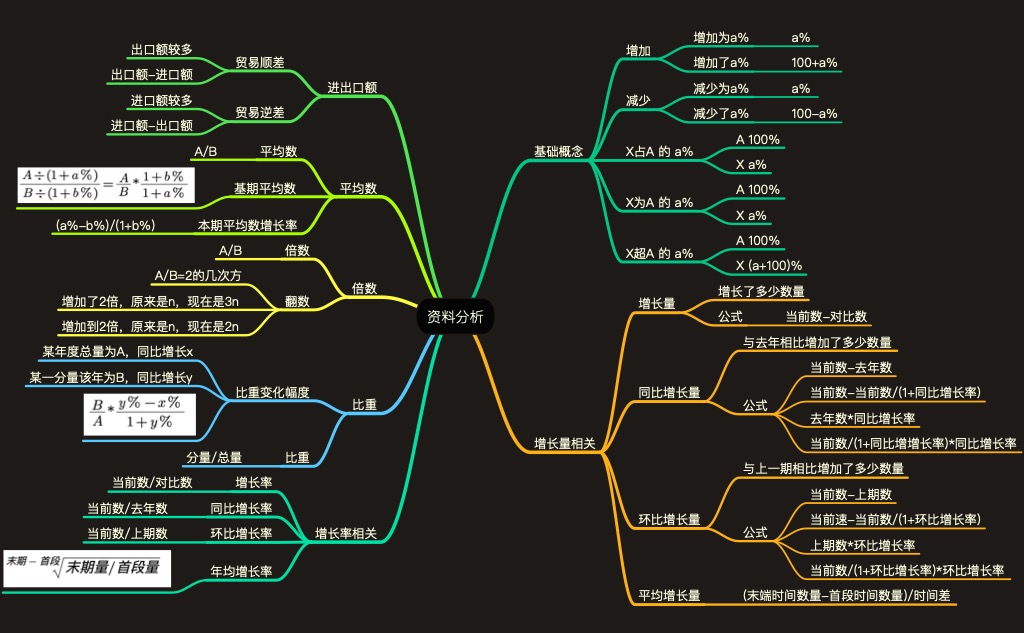 资料分析
进出口额
贸易顺差
出口额较多
出口额-进口额
贸易逆差
进口额较多
进口额-出口额
平均数
平均数
A/B
基期平均数
A÷(1+a%)/B÷(1+b%) = A/B * 1+b%/1+a%
本期平均数增长率
(a%-b%)/(1+b%)
倍数
倍数
A/B
翻数
A/B=2的几次方
增加了2倍，原来是n，现在是3n
增加到2倍，原来是n，现在是2n
比重
比重变化幅度
某年度总量为A，同比增长x
某一分量该年为B，同比增长y
B/A * y%-x%/1+y%
比重
分量/总量
增长率相关
增长率
当前数/对比数
同比增长率
当前数/去年数
环比增长率
当前数/上期数
年均增长率
末期-首段√末期量/首段量
基础概念
增加
增加为a%
a%
增加了a%
100+a%
减少
减少为a%
a%
减少了a%
100-a%
X占A 的 a%
A 100%
X a%
X为A 的 a%
A 100%
X a%
X超A 的 a%
A 100%
X (a+100)%
增长量相关
增长量
增长了多少数量
公式
当前数-对比数
同比增长量
与去年相比增加了多少数量
公式
当前数-去年数
当前数-当前数/(1+同比增长率)
去年数*同比增长率
当前数/(1+同比增增长率)*同比增长率
环比增长量
与上一期相比增加了多少数量
公式
当前数-上期数
当前速-当前数/(1+环比增长率)
上期数*环比增长率
当前数/(1+环比增长率)*环比增长率
平均增长量
(末端时间数量-首段时间数量)/时间差